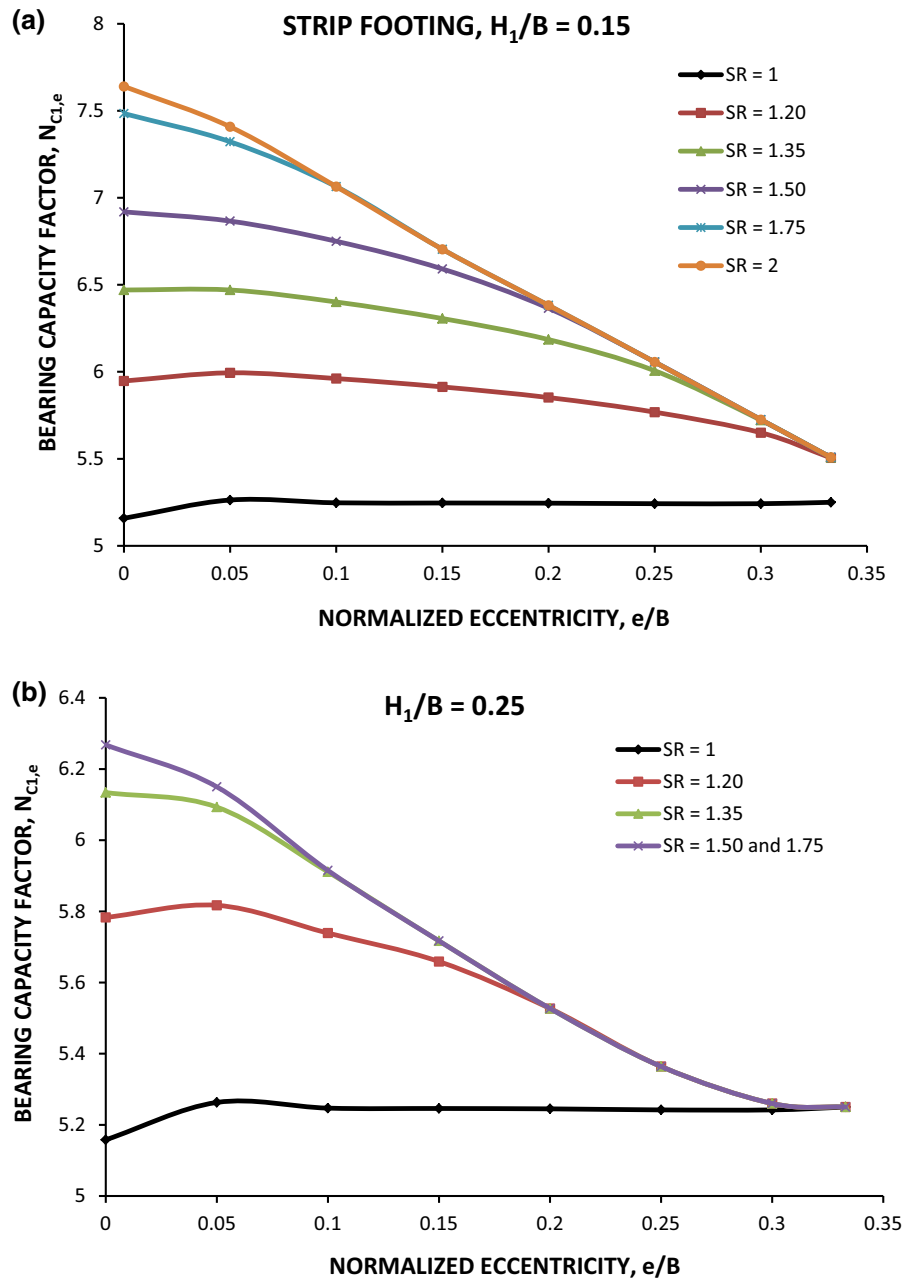 (a)
STRIP FOOTING, H₁/B = 0.15
BEARING CAPACITY FACTOR, N_C1,e
8
7.5
7
6.5
6
5.5
5
SR = 1
SR = 1.20
SR = 1.35
SR = 1.50
SR = 1.75
SR = 2
0 0.05 0.1 0.15 0.2 0.25 0.3 0.35
NORMALIZED ECCENTRICITY, e/B
(b)
H₁/B = 0.25
BEARING CAPACITY FACTOR, N_C1,e
6.4
6.2
6
5.8
5.6
5.4
5.2
5
SR = 1
SR = 1.20
SR = 1.35
SR = 1.50 and 1.75
0 0.05 0.1 0.15 0.2 0.25 0.3 0.35
NORMALIZED ECCENTRICITY, e/B